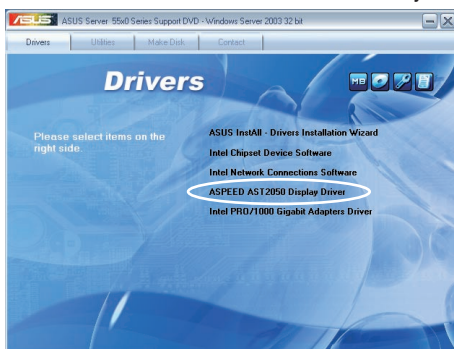 ASUS
ASUS Server 55x0 Series Support DVD - Windows Server 2003 32 bit
Drivers
Utilities
Make Disk
Contact
Drivers
MB
Please select items on the
right side.
ASUS InstAll - Drivers Installation Wizard
Intel Chipset Device Software
Intel Network Connections Software
ASPEED AST2050 Display Driver
Intel PRO/1000 Gigabit Adapters Driver